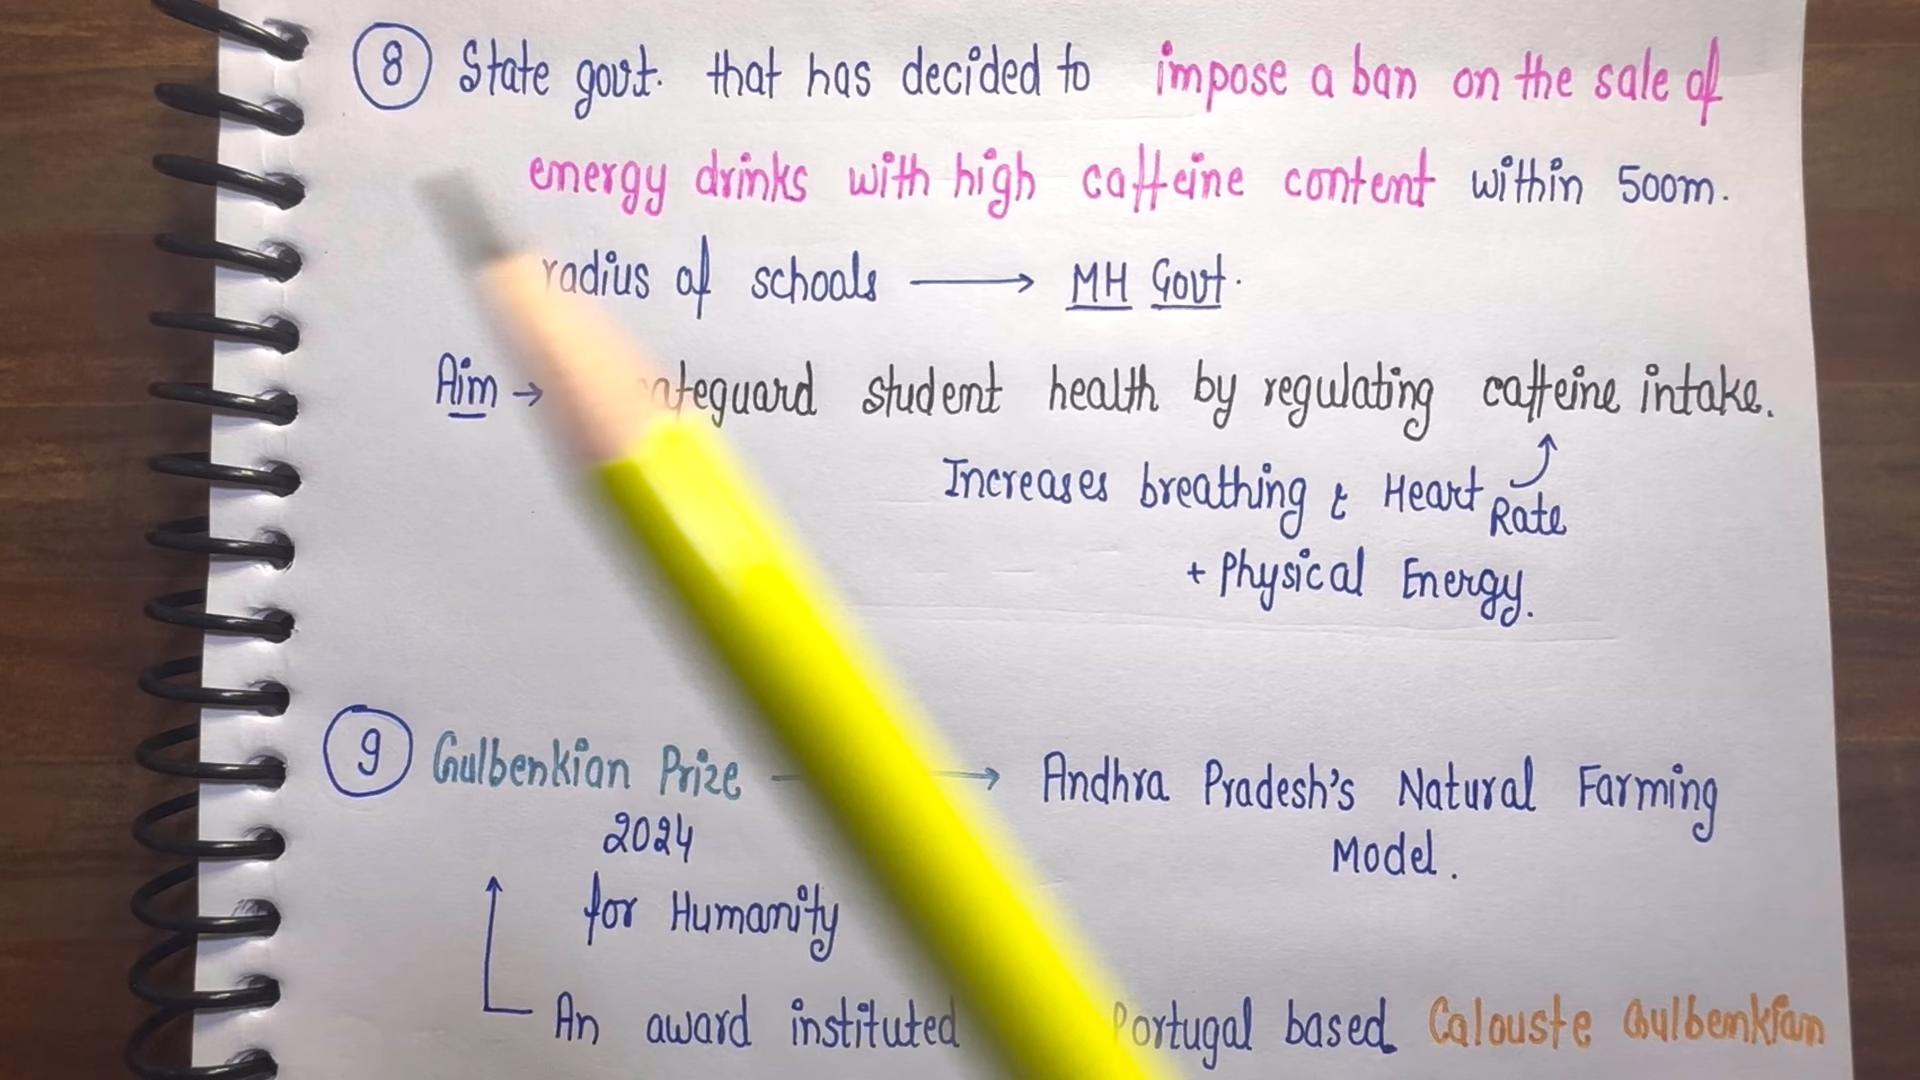 8 State govt. that has decided to impose a ban on the sale of
energy drinks with high caffeine content within 500m.
radius of schools → MH Govt.
Aim → safeguard student health by regulating caffeine intake.
Increases breathing & Heart Rate
+ Physical Energy.
9 Gulbenkian Prize → Andhra Pradesh's Natural Farming
2024 Model.
for Humanity
An award instituted Portugal based Calouste Gulbenkian